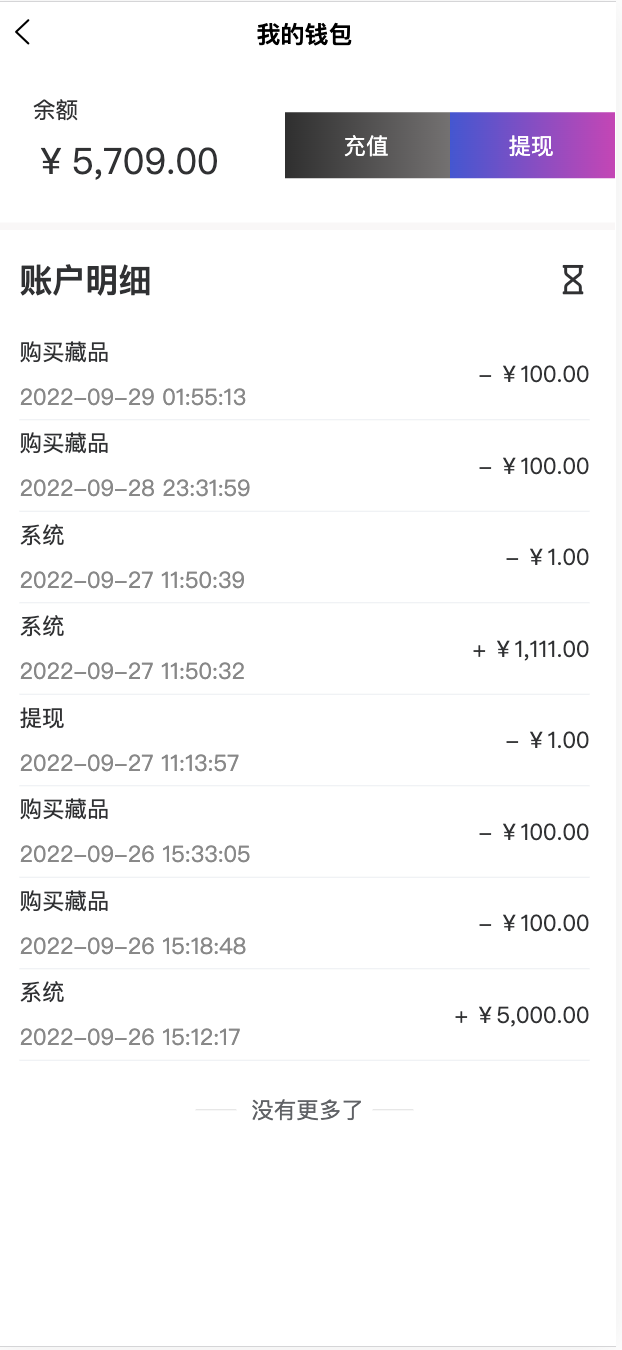 我的钱包
余额
¥ 5,709.00
充值
提现
账户明细
购买藏品
– ¥100.00
2022–09–29 01:55:13
购买藏品
– ¥100.00
2022–09–28 23:31:59
系统
– ¥1.00
2022–09–27 11:50:39
系统
+ ¥1,111.00
2022–09–27 11:50:32
提现
– ¥1.00
2022–09–27 11:13:57
购买藏品
– ¥100.00
2022–09–26 15:33:05
购买藏品
– ¥100.00
2022–09–26 15:18:48
系统
+ ¥5,000.00
2022–09–26 15:12:17
没有更多了